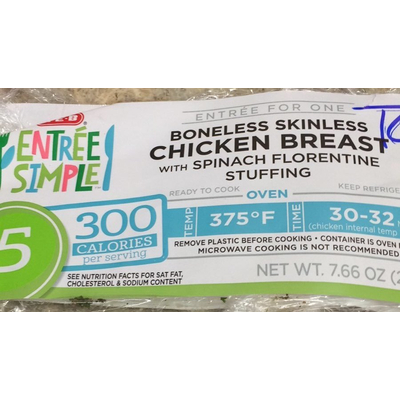 ENTRÉE FOR ONE
ENTRÉE
SIMPLE
BONELESS SKINLESS
CHICKEN BREAST
WITH SPINACH FLORENTINE
STUFFING
READY TO COOK
KEEP REFRIGE
OVEN
5
300
CALORIES
per serving
TEMP
375°F
TIME
30-32
(chicken internal temp
REMOVE PLASTIC BEFORE COOKING • CONTAINER IS OVEN
MICROWAVE COOKING IS NOT RECOMMENDED
SEE NUTRITION FACTS FOR SAT FAT,
CHOLESTEROL & SODIUM CONTENT
NET WT. 7.66 OZ